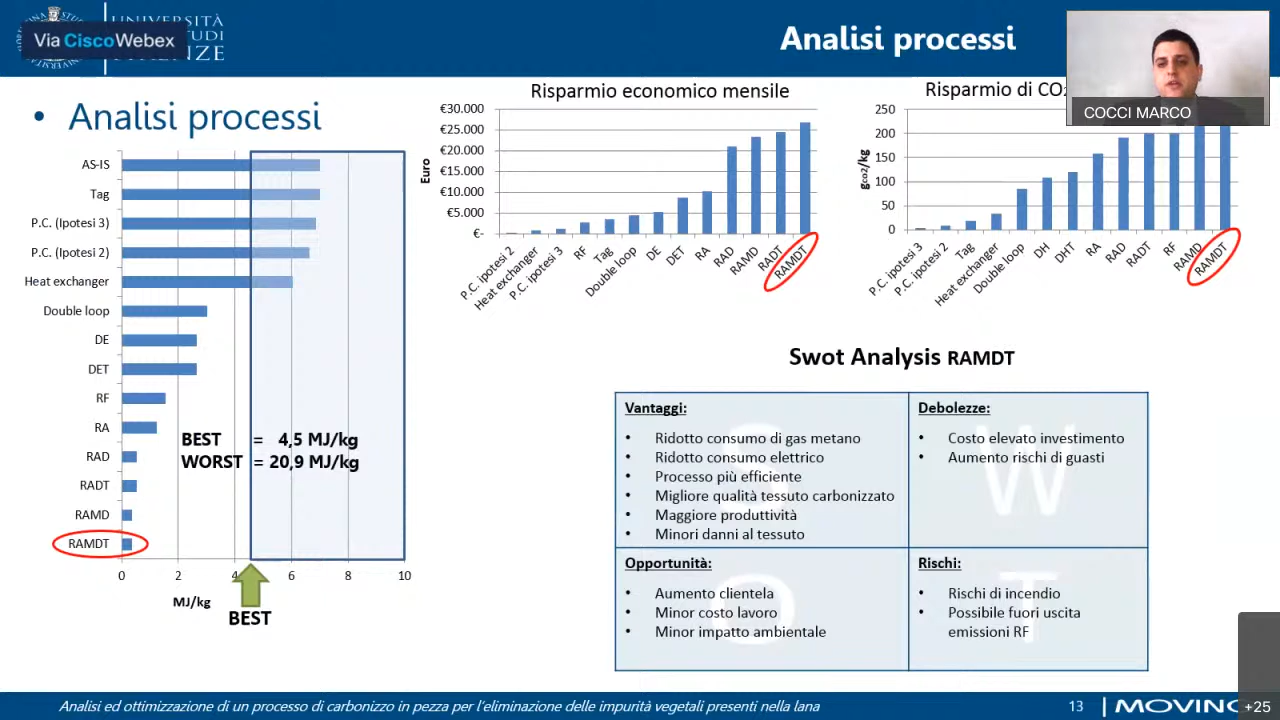 UNIVERSITÀ
Via Cisco Webex
Analisi processi
COCCI MARCO
• Analisi processi
AS-IS
Tag
P.C. (Ipotesi 3)
P.C. (Ipotesi 2)
Heat exchanger
Double loop
DE
DET
RF
RA
RAD
RADT
RAMD
RAMDT
BEST = 4,5 MJ/kg
WORST = 20,9 MJ/kg
0 2 4 6 8 10
MJ/kg
BEST
Risparmio economico mensile
€30.000
€25.000
€20.000
€15.000
€10.000
€5.000
€-
Euro
P.C. ipotesi 2
Heat exchanger
P.C. ipotesi 3
RF
Tag
Double loop
DE
DET
RA
RAD
RAMD
RADT
RAMDT
Risparmio di CO₂
250
200
150
100
50
0
gco2/kg
P.C. ipotesi 3
P.C. ipotesi 2
Tag
Heat exchanger
Double loop
DH
DHT
RA
RAD
RADT
RF
RAMD
RAMDT
Swot Analysis RAMDT
Vantaggi:
• Ridotto consumo di gas metano
• Ridotto consumo elettrico
• Processo più efficiente
• Migliore qualità tessuto carbonizzato
• Maggiore produttività
• Minori danni al tessuto
S
Debolezze:
• Costo elevato investimento
• Aumento rischi di guasti
W
Opportunità:
• Aumento clientela
• Minor costo lavoro
• Minor impatto ambientale
O
Rischi:
• Rischi di incendio
• Possibile fuori uscita
emissioni RF
T
Analisi ed ottimizzazione di un processo di carbonizzo in pezza per l'eliminazione delle impurità vegetali presenti nella lana
13
MOVING
+25